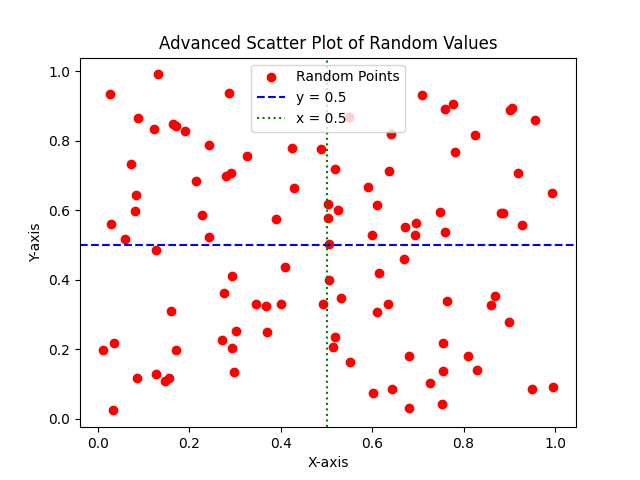 Advanced Scatter Plot of Random Values
Random Points
y = 0.5
x = 0.5
1.0
0.8
0.6
0.4
0.2
0.0
Y-axis
0.0 0.2 0.4 0.6 0.8 1.0
X-axis